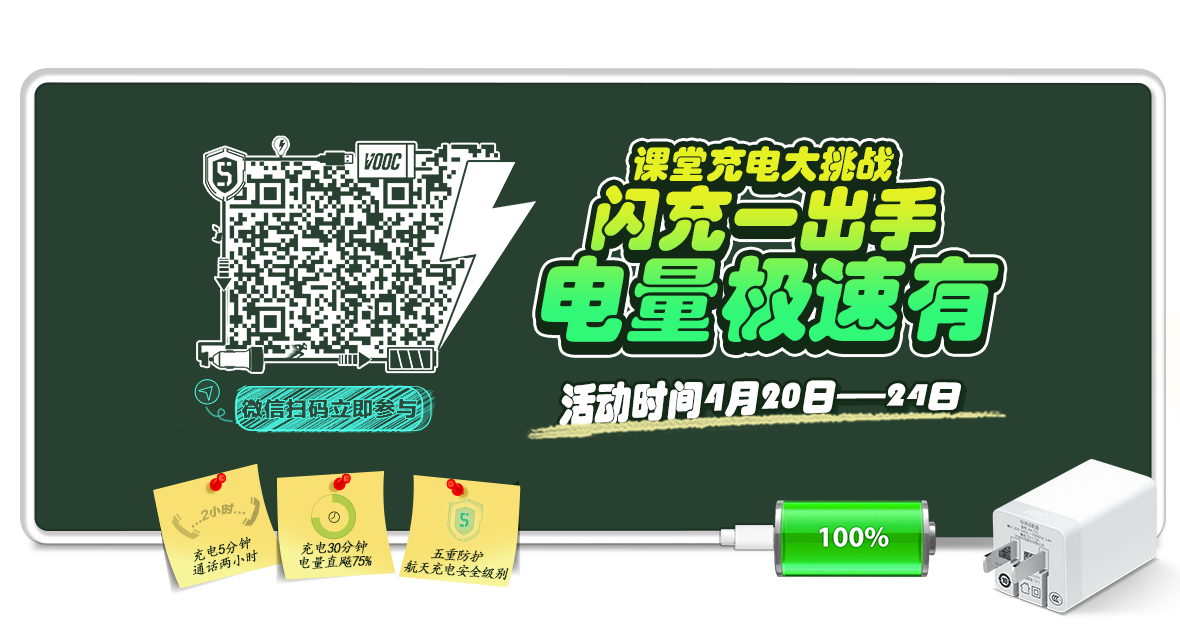 VOOC
5
课堂充电大挑战
闪充一出手
电量极速有
微信扫码立即参与
活动时间4月20日——24日
...2小时...
充电5分钟
通话两小时
充电30分钟
电量直飚75%
5
五重防护
航天充电安全级别
100%